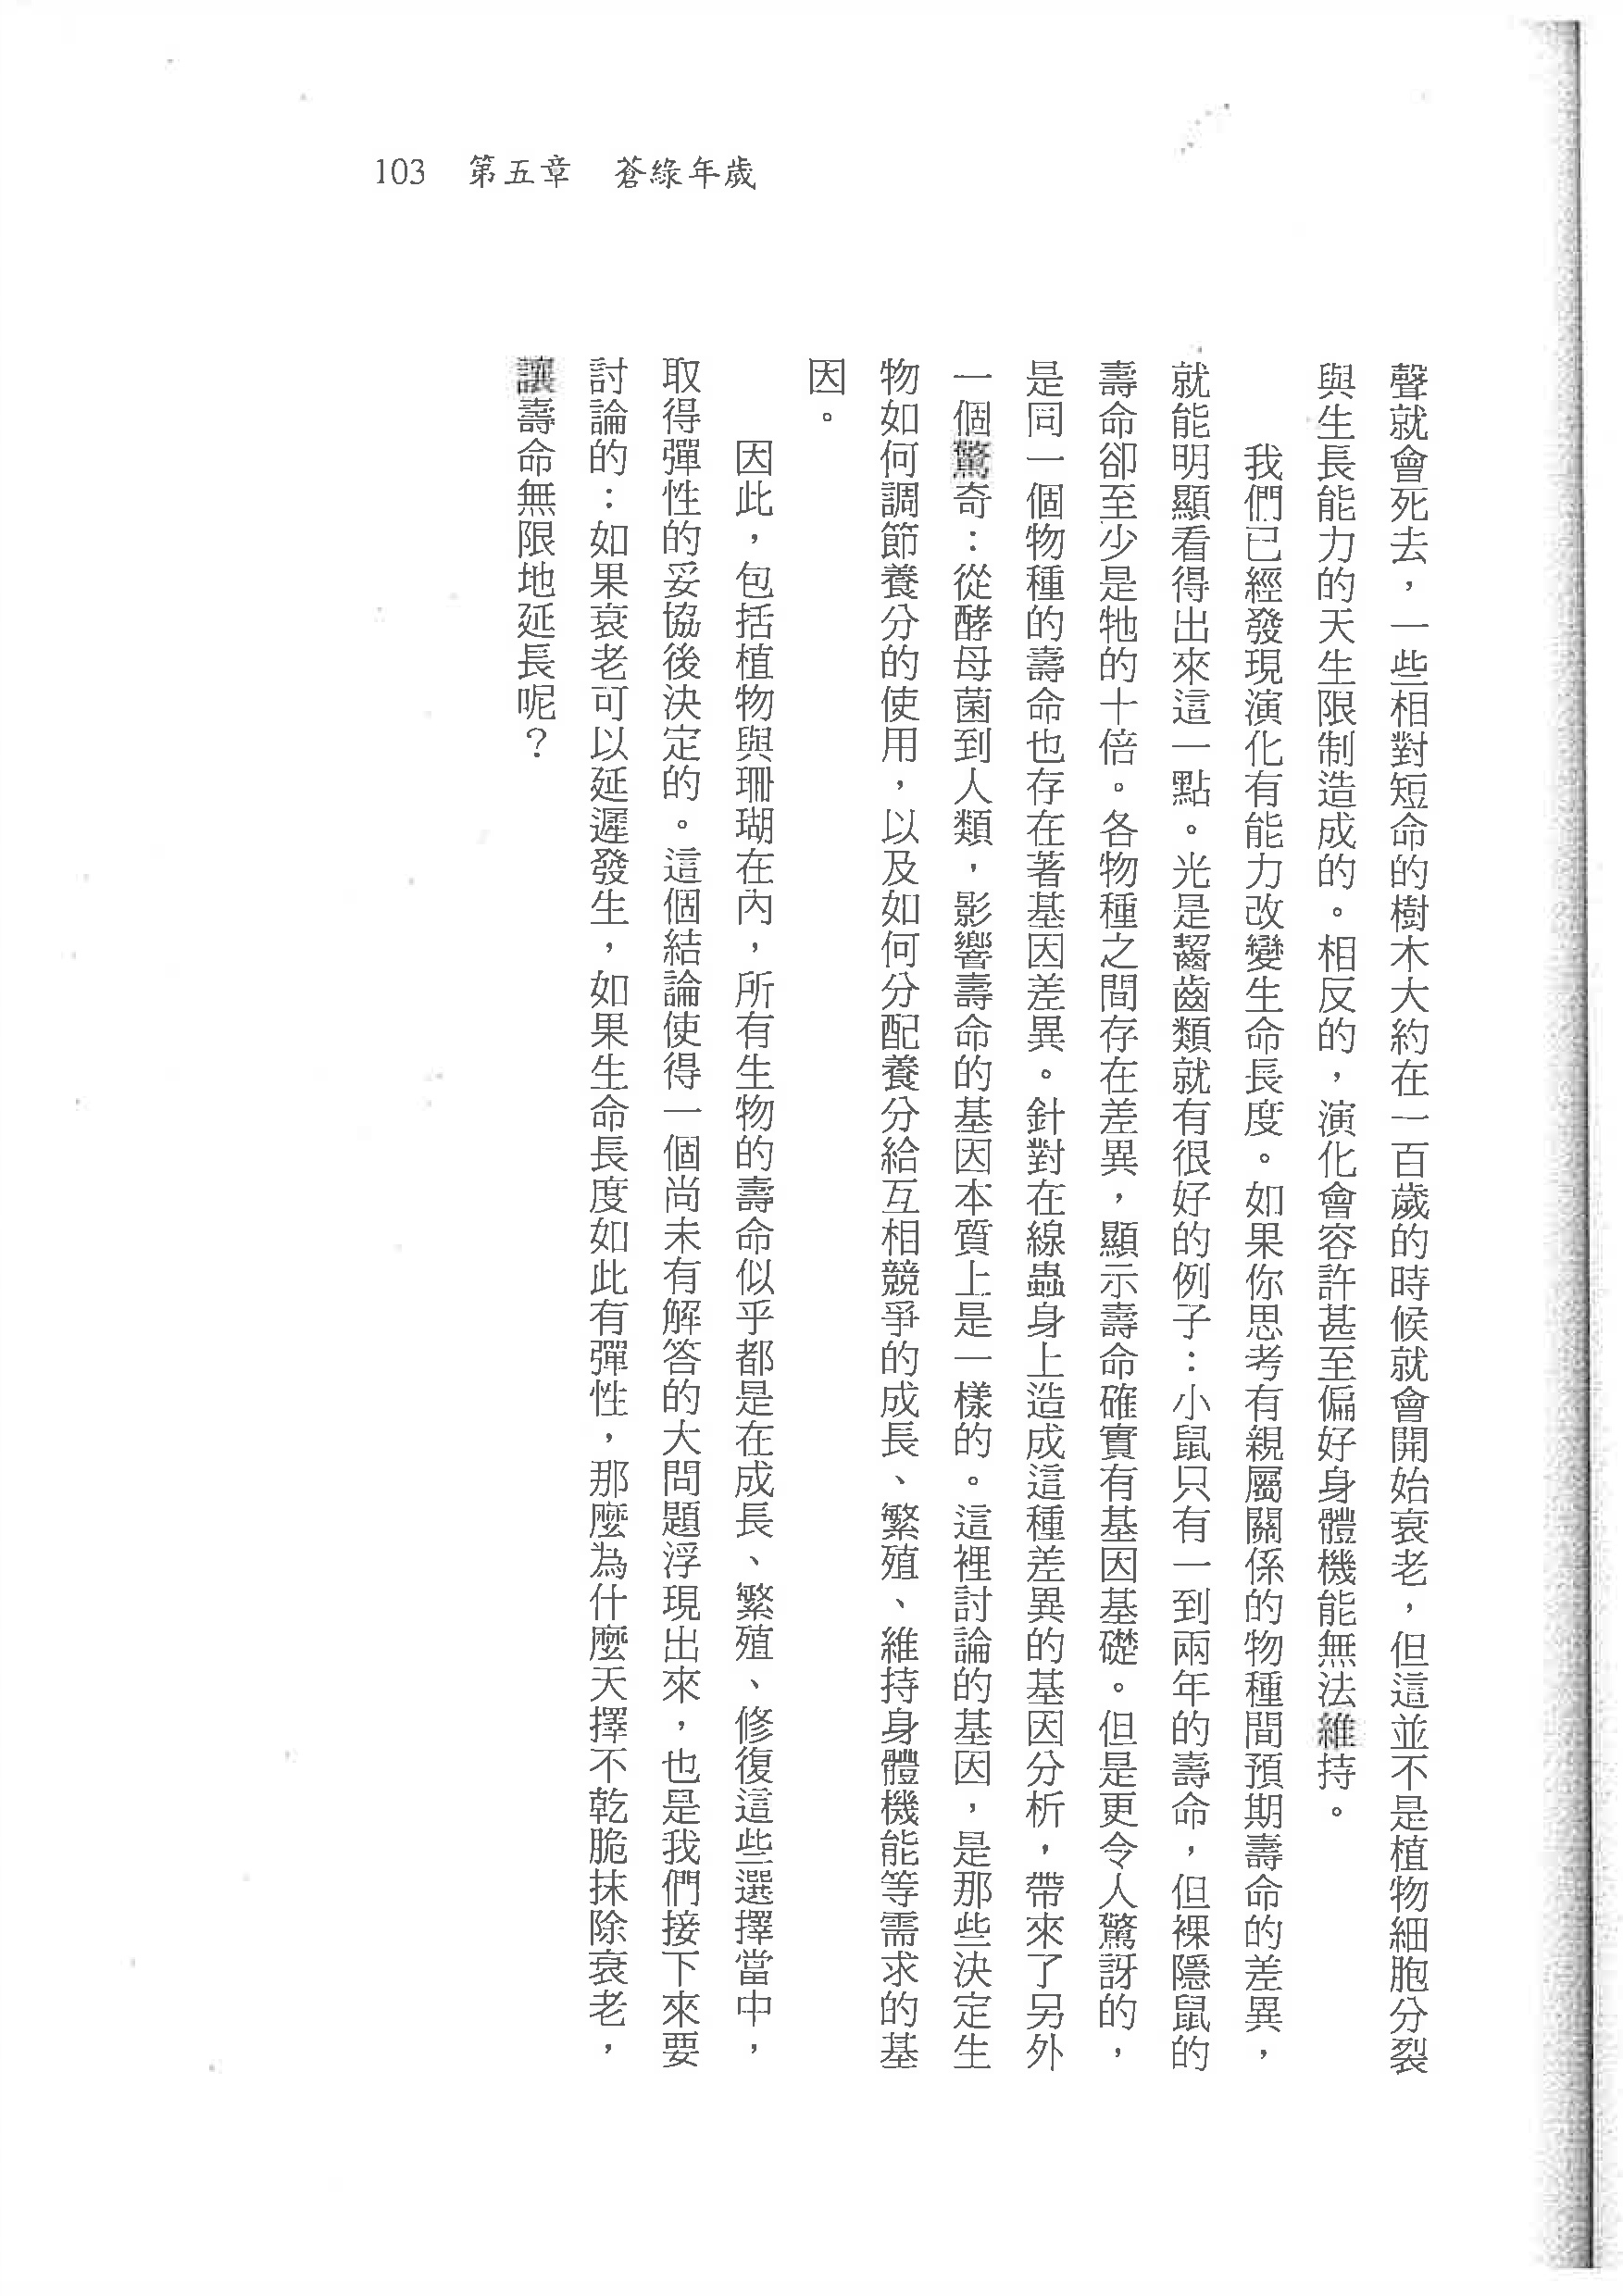 103 第五章 蒼綠年歲
聲就會死去，一些相對短命的樹木大約在一百歲的時候就會開始衰老，但這並不是植物細胞分裂
與生長能力的天生限制造成的。相反的，演化會容許甚至偏好身體機能無法維持。
我們已經發現演化有能力改變生命長度。如果你思考有親屬關係的物種間預期壽命的差異，
就能明顯看得出來這一點。光是齧齒類就有很好的例子：小鼠只有一到兩年的壽命，但裸隱鼠的
壽命卻至少是牠的十倍。各物種之間存在差異，顯示壽命確實有基因基礎。但是更令人驚訝的，
是同一個物種的壽命也存在著基因差異。針對在線蟲身上造成這種差異的基因分析，帶來了另外
一個驚奇：從酵母菌到人類，影響壽命的基因本質上是一樣的。這裡討論的基因，是那些決定生
物如何調節養分的使用，以及如何分配養分給互相競爭的成長、繁殖、維持身體機能等需求的基
因。
因此，包括植物與珊瑚在內，所有生物的壽命似乎都是在成長、繁殖、修復這些選擇當中，
取得彈性的妥協後決定的。這個結論使得一個尚未有解答的大問題浮現出來，也是我們接下來要
討論的：如果衰老可以延遲發生，如果生命長度如此有彈性，那麼為什麼天擇不乾脆抹除衰老，
讓壽命無限地延長呢？